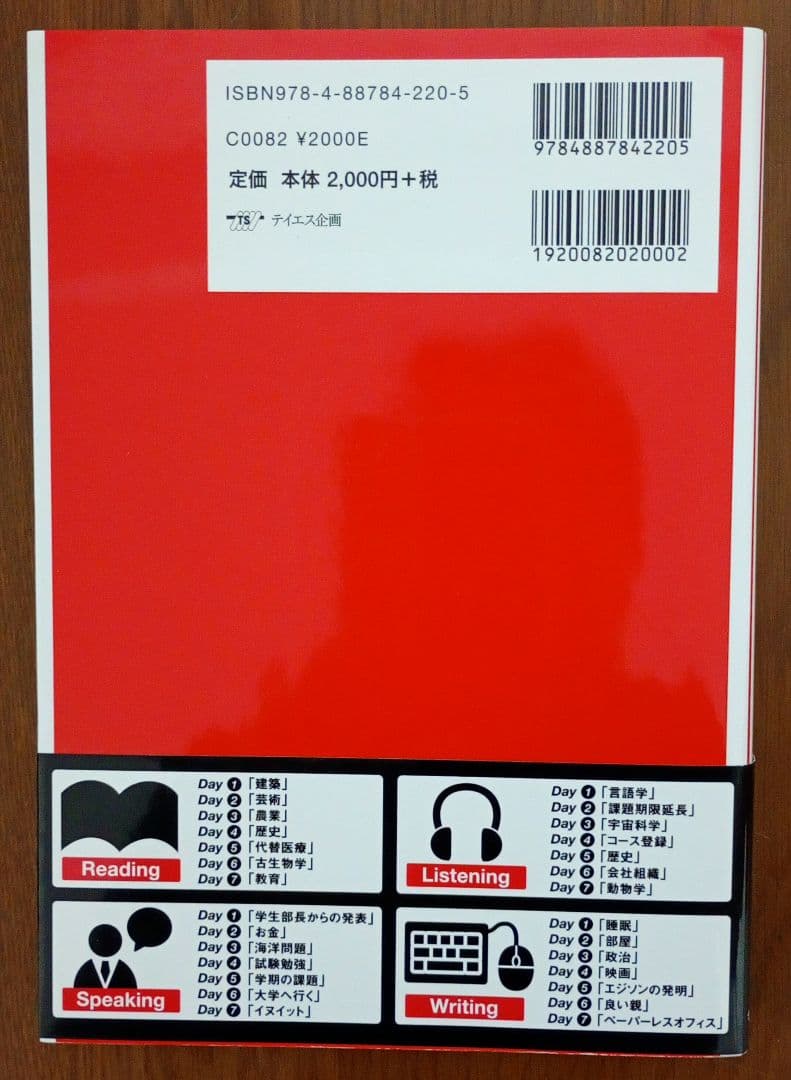 ISBN978-4-88784-220-5
9784887842205
C0082 ¥2000E
定価 本体 2,000円+税
TS テイエス企画
1920082020002
Reading
Day 1 「建築」
Day 2 「芸術」
Day 3 「農業」
Day 4 「歴史」
Day 5 「代替医療」
Day 6 「古生物学」
Day 7 「教育」
Listening
Day 1 「言語学」
Day 2 「課題期限延長」
Day 3 「宇宙科学」
Day 4 「コース登録」
Day 5 「歴史」
Day 6 「会社組織」
Day 7 「動物学」
Speaking
Day 1 「学生部長からの発表」
Day 2 「お金」
Day 3 「海洋問題」
Day 4 「試験勉強」
Day 5 「学期の課題」
Day 6 「大学へ行く」
Day 7 「イヌイット」
Writing
Day 1 「睡眠」
Day 2 「部屋」
Day 3 「政治」
Day 4 「映画」
Day 5 「エジソンの発明」
Day 6 「良い親」
Day 7 「ペーパーレスオフィス」